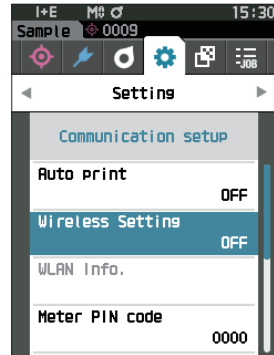 I+E M0 15:30
Sample 0009
JOB
Setting
Communication setup
Auto print
OFF
Wireless Setting
OFF
WLAN Info.
Meter PIN code
0000